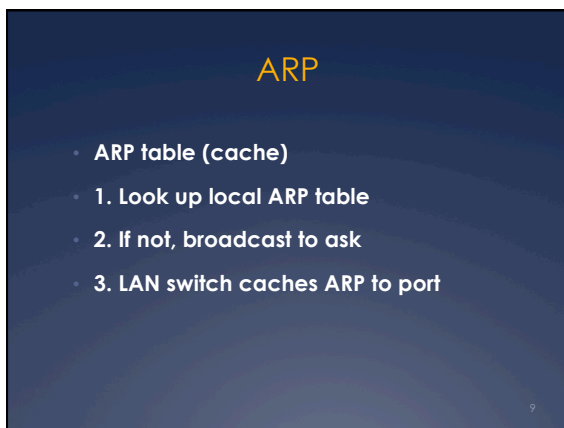 ARP
• ARP table (cache)
• 1. Look up local ARP table
• 2. If not, broadcast to ask
• 3. LAN switch caches ARP to port
9